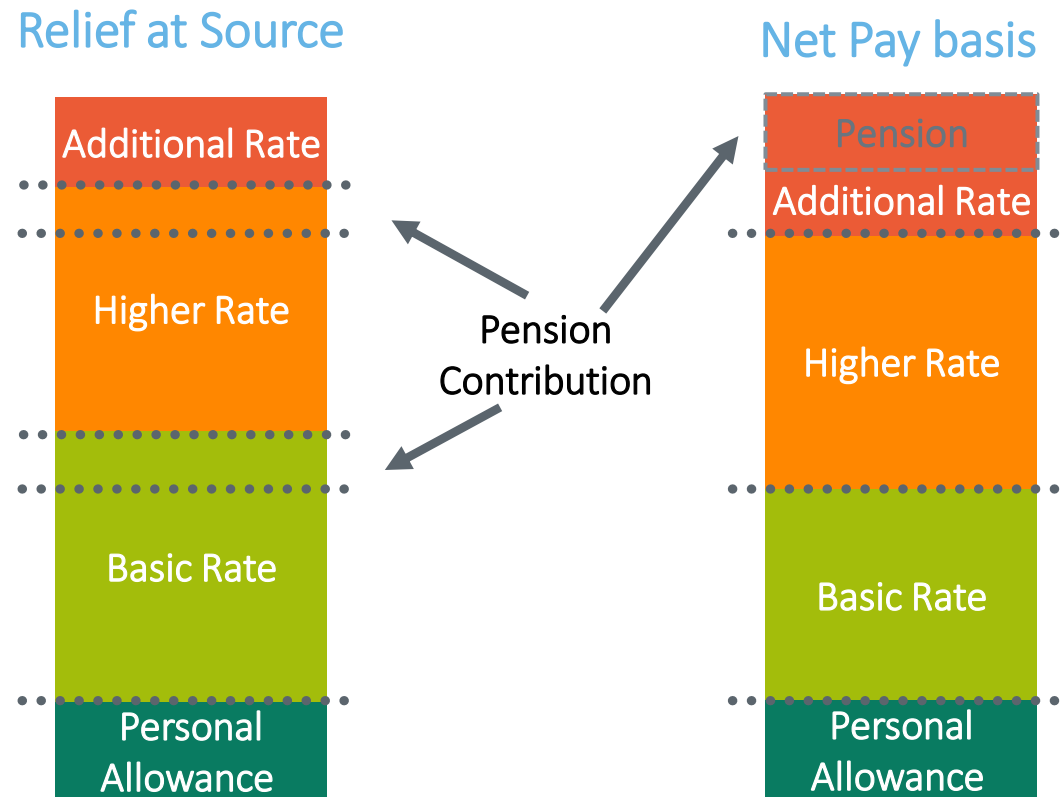 Relief at Source
Additional Rate
Higher Rate
Basic Rate
Personal
Allowance
Pension
Contribution
Net Pay basis
Pension
Additional Rate
Higher Rate
Basic Rate
Personal
Allowance